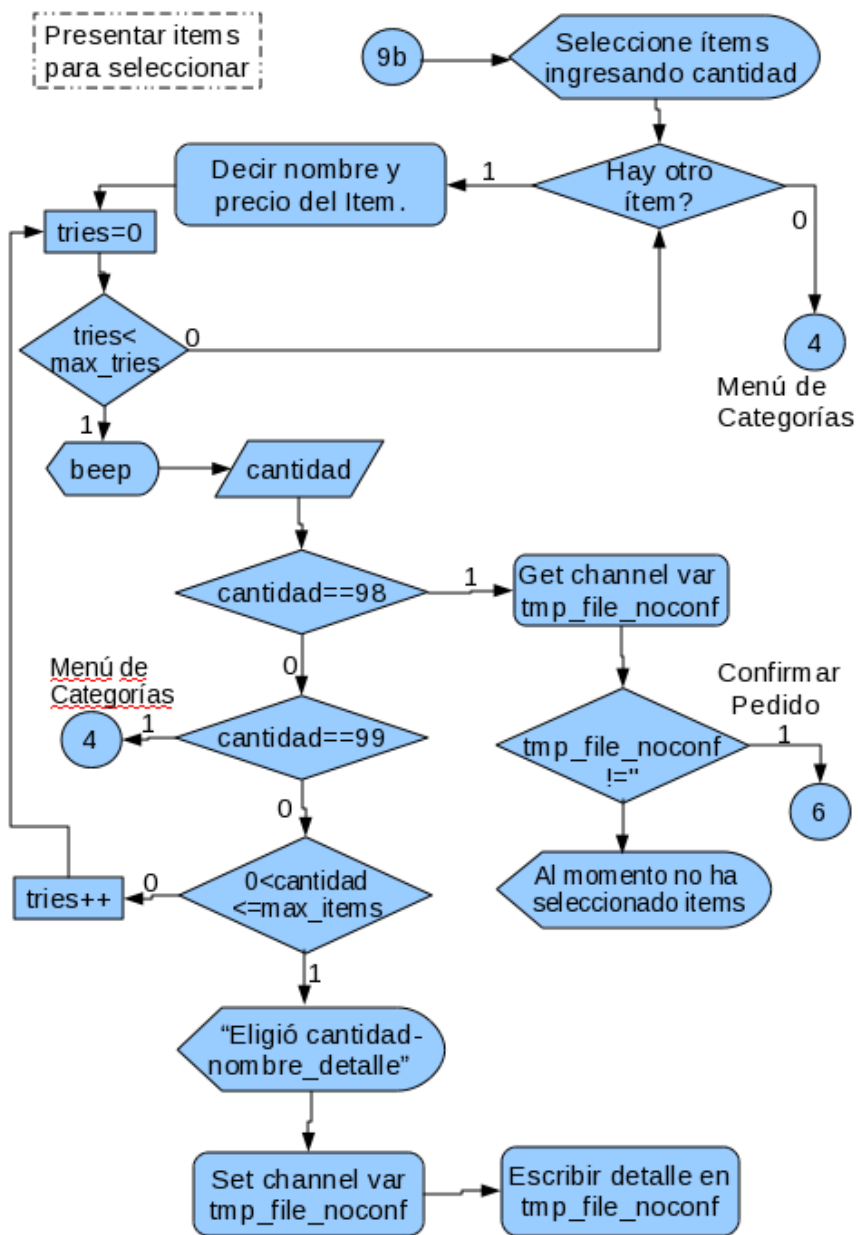 Presentar items
para seleccionar
9b
Seleccione ítems
ingresando cantidad
Hay otro
ítem?
1
0
Decir nombre y
precio del Item.
tries=0
tries<
max_tries
0
1
4
Menú de
Categorías
beep
cantidad
cantidad==98
1
0
Get channel var
tmp_file_noconf
Menú de
Categorías
4
1
cantidad==99
0
Confirmar
Pedido
tmp_file_noconf
!=''
1
6
tries++
0
0<cantidad
<=max_items
1
Al momento no ha
seleccionado items
“Eligió cantidad-
nombre_detalle”
Set channel var
tmp_file_noconf
Escribir detalle en
tmp_file_noconf